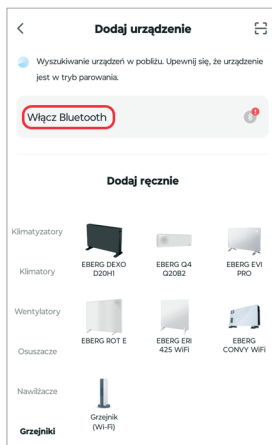 Dodaj urządzenie
Wyszukiwanie urządzeń w pobliżu. Upewnij się, że urządzenie
jest w tryb parowania.
Włącz Bluetooth
Dodaj ręcznie
Klimatyzatory
Klimatory
Wentylatory
Osuszacze
Nawilżacze
Grzejniki
EBERG DEXO
D20H1
EBERG Q4
Q20B2
EBERG EVI
PRO
EBERG ROT E
EBERG ERI
425 WiFi
EBERG
CONVY WiFi
Grzejnik
(Wi-Fi)